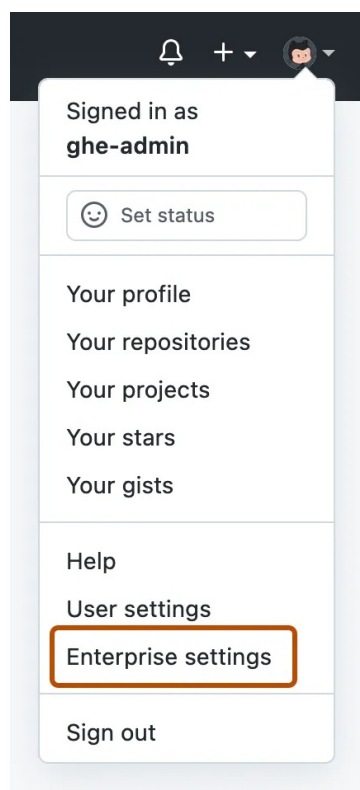 Signed in as
ghe-admin
Set status
Your profile
Your repositories
Your projects
Your stars
Your gists
Help
User settings
Enterprise settings
Sign out